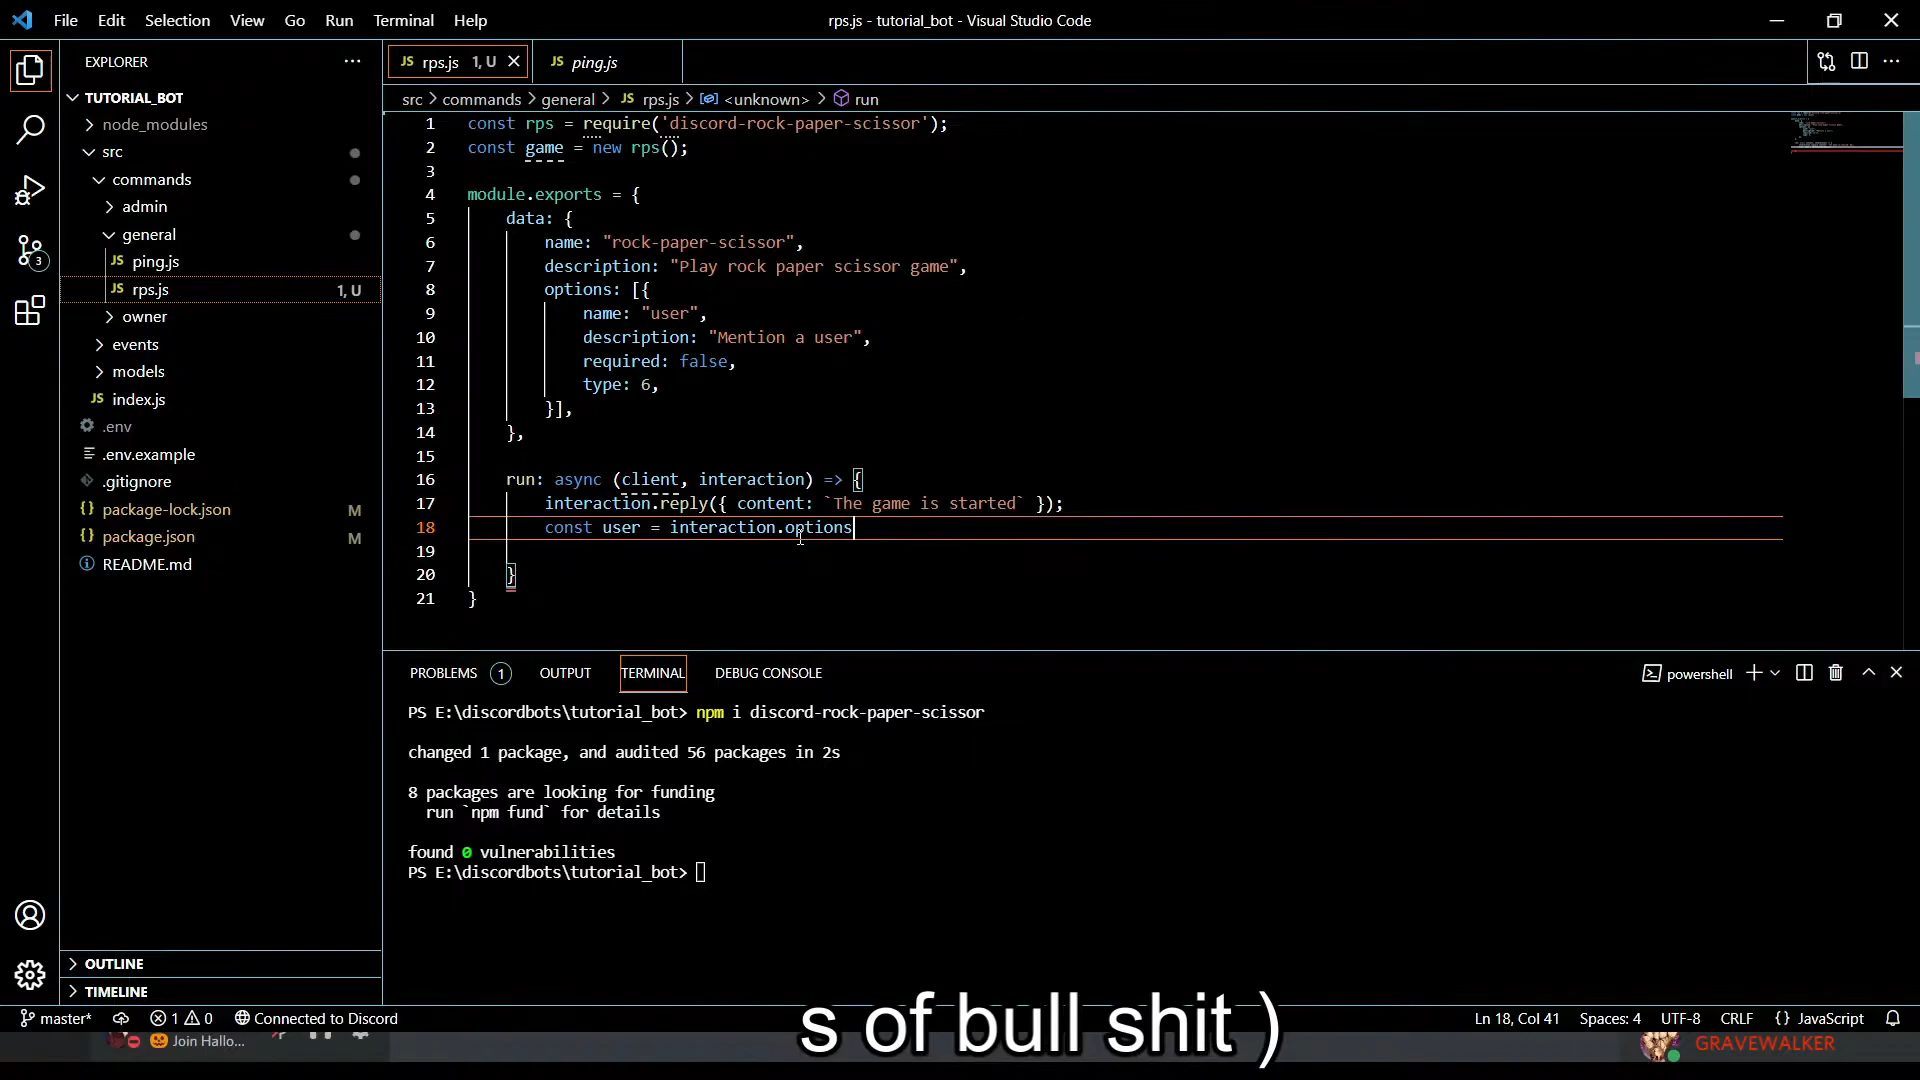 File Edit Selection View Go Run Terminal Help
rps.js - tutorial_bot - Visual Studio Code
EXPLORER
TUTORIAL_BOT
node_modules
src
commands
admin
general
JS ping.js
JS rps.js 1, U
owner
events
models
JS index.js
.env
.env.example
.gitignore
{} package-lock.json M
{} package.json M
README.md
OUTLINE
TIMELINE
3
JS rps.js 1, U
JS ping.js
src > commands > general > JS rps.js > <unknown> > run
1 const rps = require('discord-rock-paper-scissor');
2 const game = new rps();
3
4 module.exports = {
5 data: {
6 name: "rock-paper-scissor",
7 description: "Play rock paper scissor game",
8 options: [{
9 name: "user",
10 description: "Mention a user",
11 required: false,
12 type: 6,
13 }],
14 },
15
16 run: async (client, interaction) => {
17 interaction.reply({ content: `The game is started` });
18 const user = interaction.options
19
20 }
21 }
PROBLEMS 1 OUTPUT TERMINAL DEBUG CONSOLE
powershell
PS E:\discordbots\tutorial_bot> npm i discord-rock-paper-scissor
changed 1 package, and audited 56 packages in 2s
8 packages are looking for funding
run `npm fund` for details
found 0 vulnerabilities
PS E:\discordbots\tutorial_bot>
master* 1 0 Connected to Discord
Ln 18, Col 41 Spaces: 4 UTF-8 CRLF {} JavaScript
Join Hallo...
s of bull shit )
GRAVEWALKER